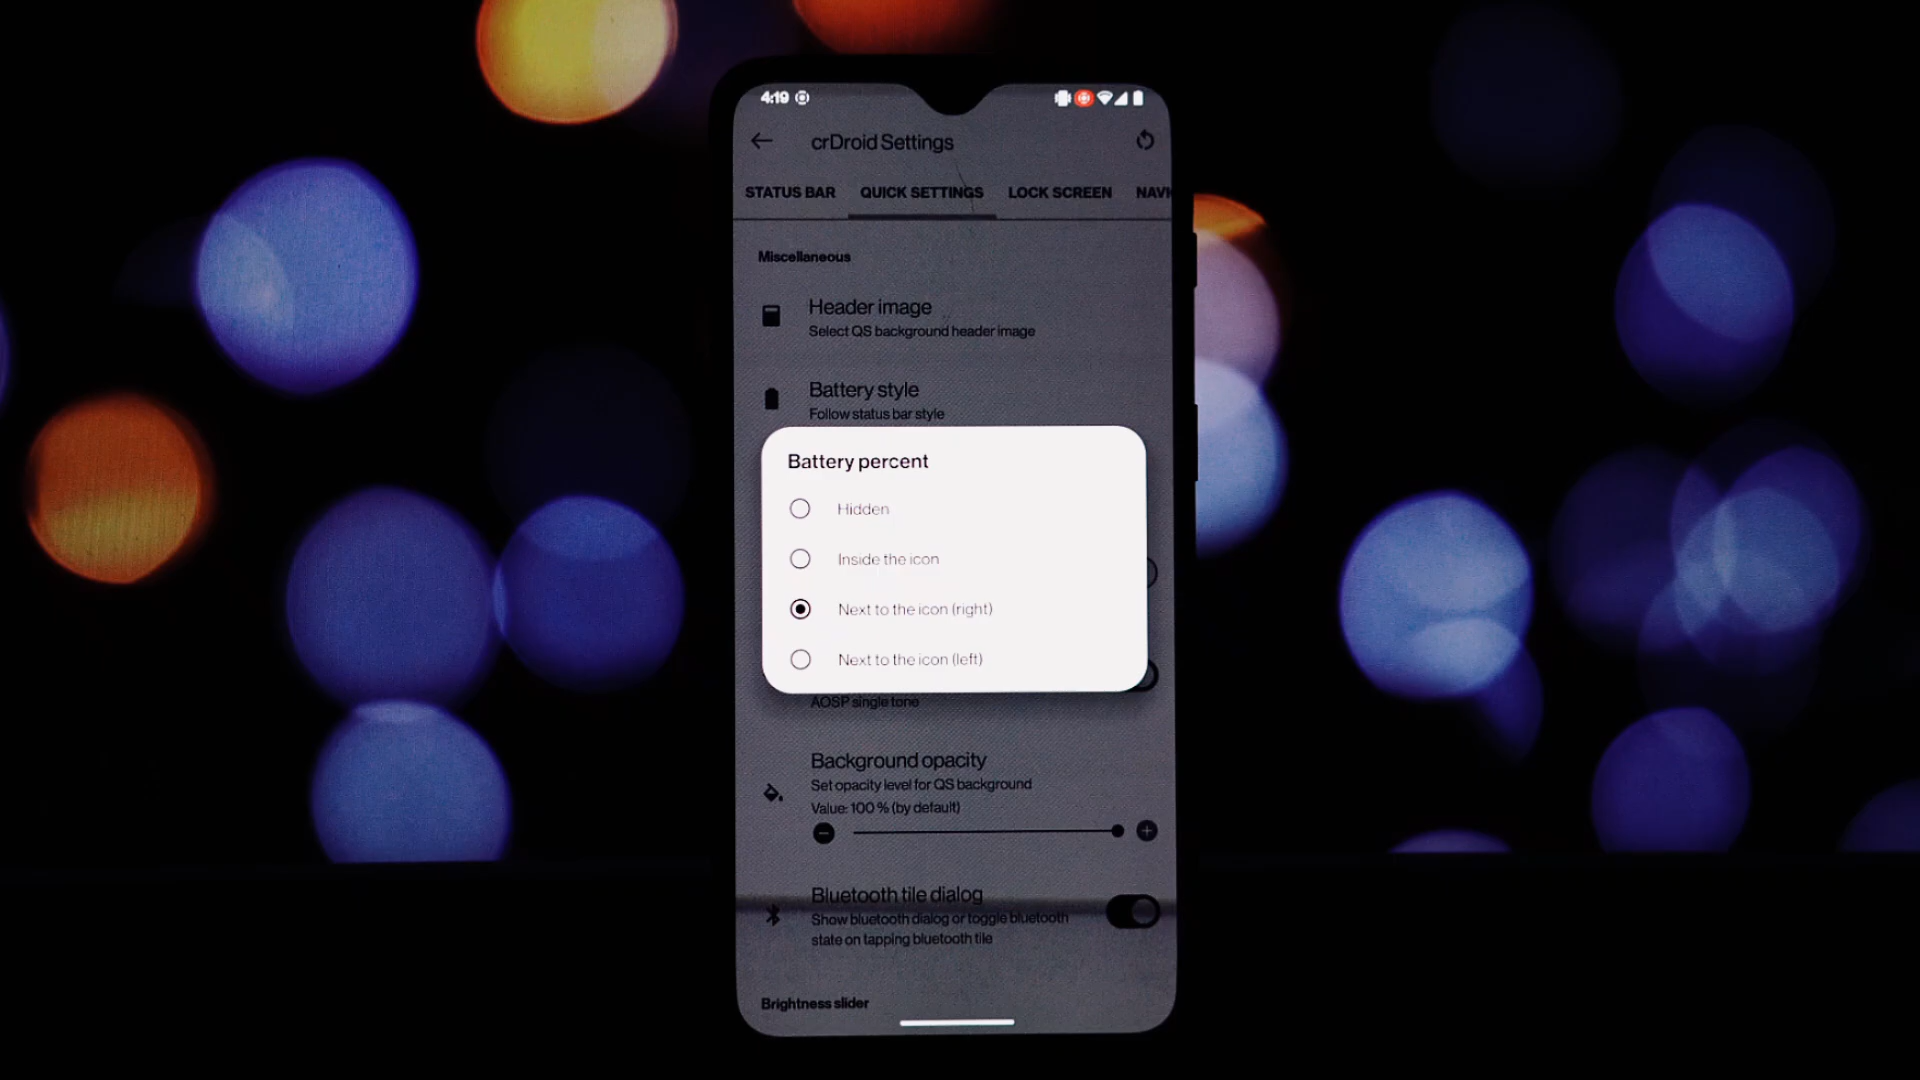 4:19
crDroid Settings
STATUS BAR QUICK SETTINGS LOCK SCREEN NAVI
Miscellaneous
Header image
Select QS background header image
Battery style
Follow status bar style
Battery percent
Hidden
Inside the icon
Next to the icon (right)
Next to the icon (left)
AOSP single tone
Background opacity
Set opacity level for QS background
Value: 100 % (by default)
Bluetooth tile dialog
Show bluetooth dialog or toggle bluetooth
state on tapping bluetooth tile
Brightness slider